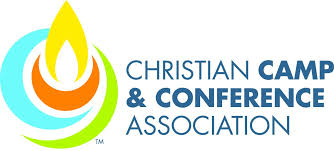 CHRISTIAN CAMP
& CONFERENCE
ASSOCIATION
TM